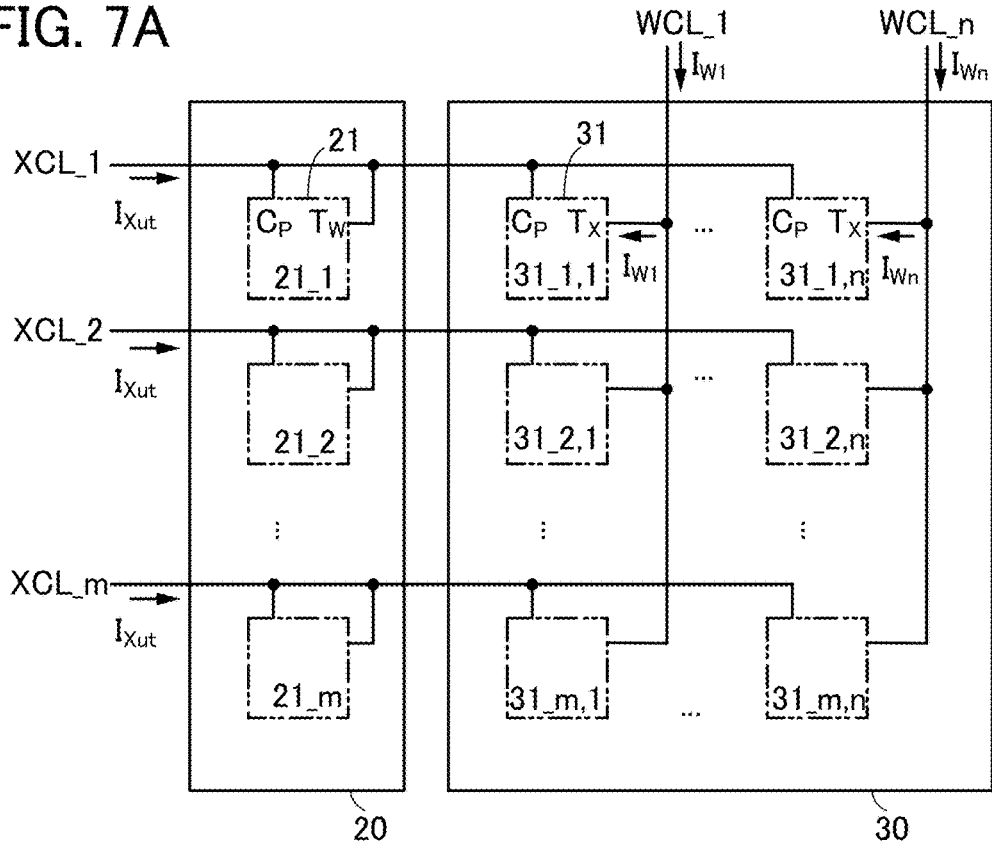 FIG. 7A
WCL_1 WCL_n
I_W1 I_Wn
XCL_1 21 31
I_Xut
C_P T_W C_P T_X ... C_P T_X
21_1 31_1,1 I_W1 31_1,n I_Wn
XCL_2
I_Xut ...
21_2 31_2,1 31_2,n
... ... ...
XCL_m
I_Xut
21_m 31_m,1 ... 31_m,n
20 30